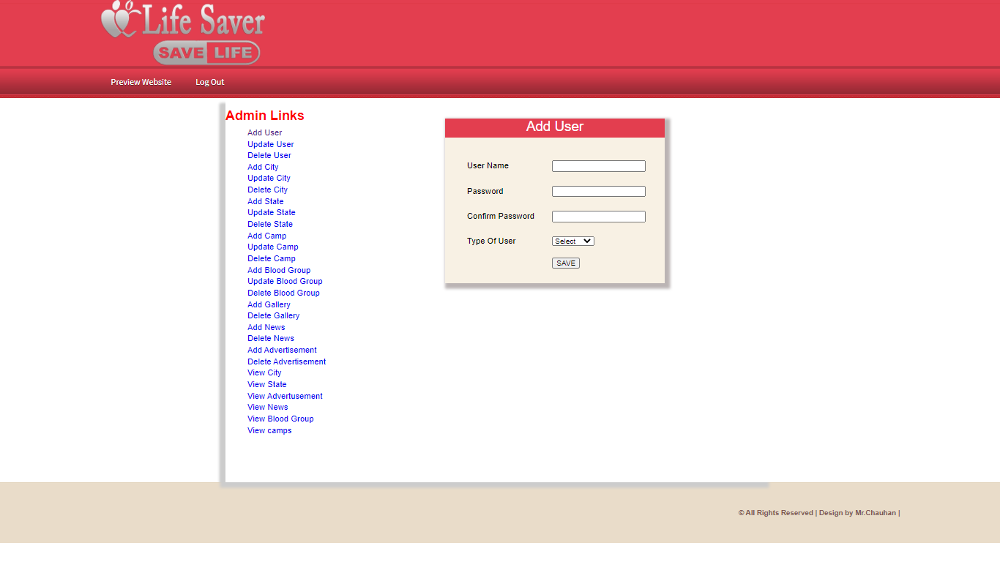 Life Saver
SAVE LIFE
Preview Website Log Out
Admin Links
Add User
Update User
Delete User
Add City
Update City
Delete City
Add State
Update State
Delete State
Add Camp
Update Camp
Delete Camp
Add Blood Group
Update Blood Group
Delete Blood Group
Add Gallery
Delete Gallery
Add News
Delete News
Add Advertisement
Delete Advertisement
View City
View State
View Advertusement
View News
View Blood Group
View camps
Add User
User Name
Password
Confirm Password
Type Of User Select
SAVE
© All Rights Reserved | Design by Mr.Chauhan |